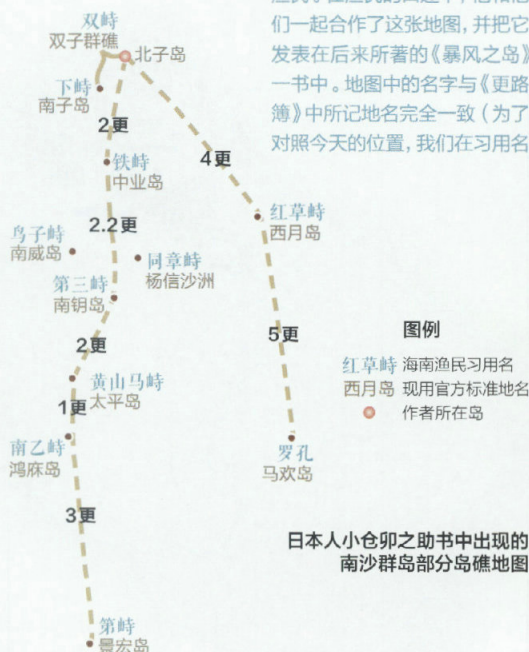 们一起合作了这张地图，并把它
发表在后来所著的《暴风之岛》
一书中。地图中的名字与《更路
簿》中所记地名完全一致（为了
对照今天的位置，我们在习用名
双峙
双子群礁
北子岛
下峙
南子岛
2更
4更
铁峙
中业岛
红草峙
西月岛
2.2更
鸟子峙
南威岛
同章峙
杨信沙洲
第三峙
南钥岛
2更
5更
黄山马峙
太平岛
1更
南乙峙
鸿庥岛
罗孔
马欢岛
3更
第峙
景宏岛
图例
红草峙 海南渔民习用名
西月岛 现用官方标准地名
作者所在岛
日本人小仓卯之助书中出现的
南沙群岛部分岛礁地图